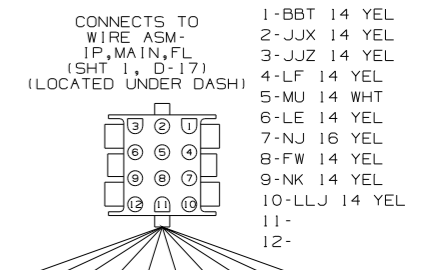 CONNECTS TO
WIRE ASM-
IP,MAIN,FL
(SHT 1, D-17)
(LOCATED UNDER DASH)
1-BBT 14 YEL
2-JJX 14 YEL
3-JJZ 14 YEL
4-LF 14 YEL
5-MU 14 WHT
6-LE 14 YEL
7-NJ 16 YEL
8-FW 14 YEL
9-NK 14 YEL
10-LLJ 14 YEL
11-
12-
3 2 1
6 5 4
9 8 7
12 11 10